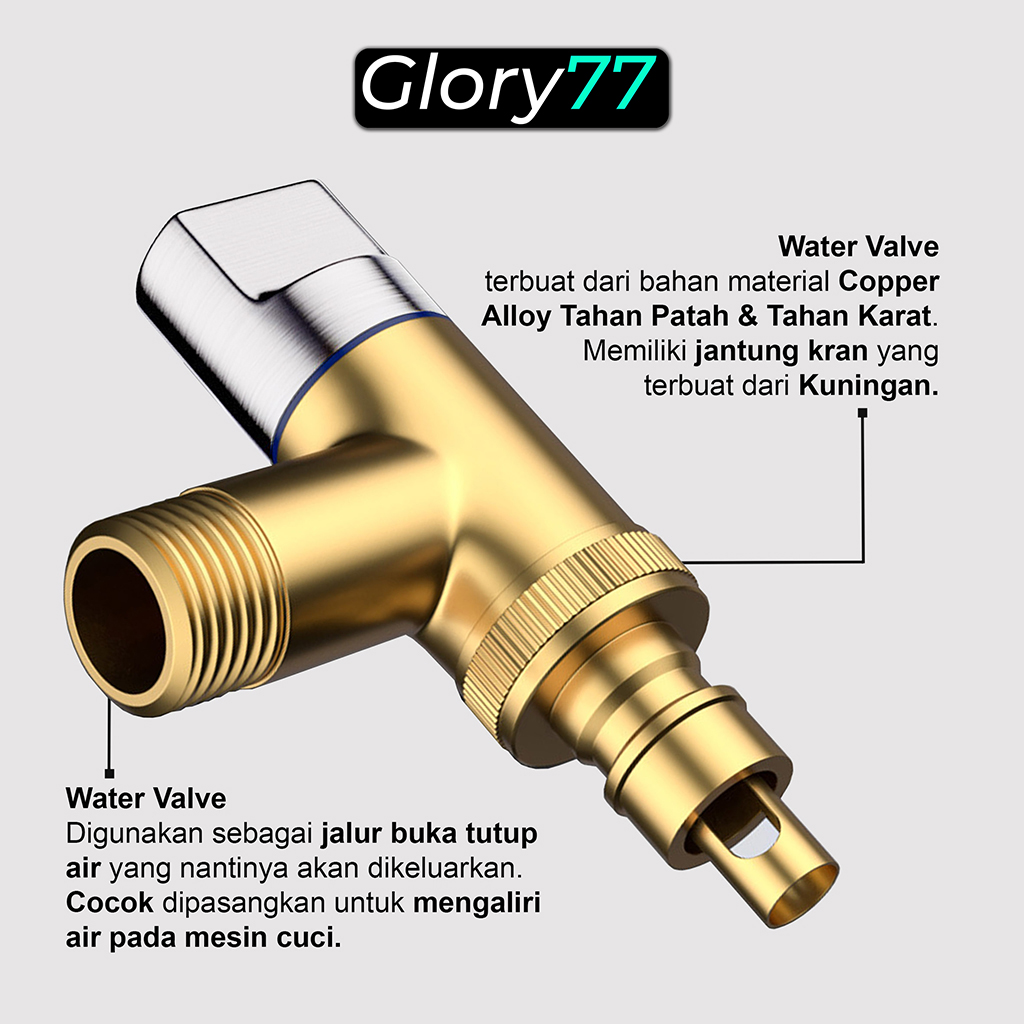 Glory77
Water Valve
terbuat dari bahan material Copper
Alloy Tahan Patah & Tahan Karat.
Memiliki jantung kran yang
terbuat dari Kuningan.
Water Valve
Digunakan sebagai jalur buka tutup
air yang nantinya akan dikeluarkan.
Cocok dipasangkan untuk mengaliri
air pada mesin cuci.